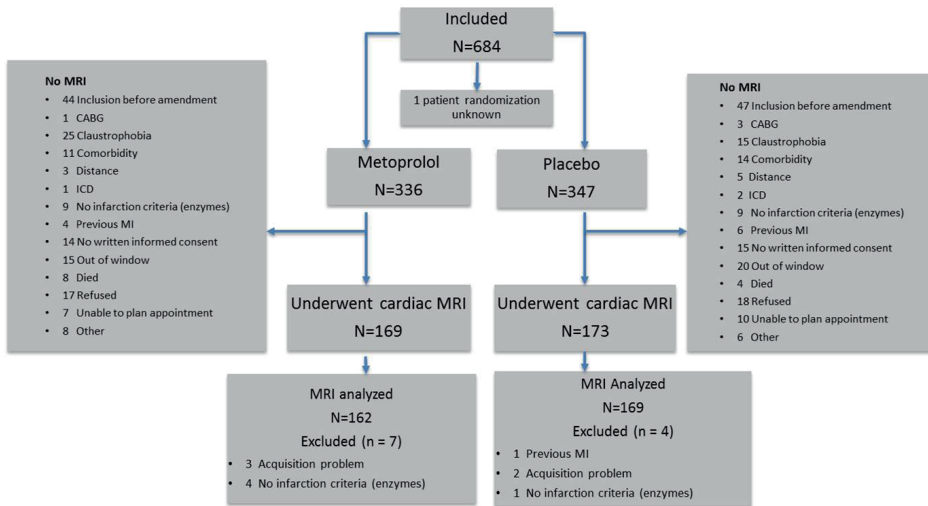 Included
N=684
1 patient randomization
unknown
Metoprolol
N=336
Placebo
N=347
No MRI
• 44 Inclusion before amendment
• 1 CABG
• 25 Claustrophobia
• 11 Comorbidity
• 3 Distance
• 1 ICD
• 9 No infarction criteria (enzymes)
• 4 Previous MI
• 14 No written informed consent
• 15 Out of window
• 8 Died
• 17 Refused
• 7 Unable to plan appointment
• 8 Other
No MRI
• 47 Inclusion before amendment
• 3 CABG
• 15 Claustrophobia
• 14 Comorbidity
• 5 Distance
• 2 ICD
• 9 No infarction criteria (enzymes)
• 6 Previous MI
• 15 No written informed consent
• 20 Out of window
• 4 Died
• 18 Refused
• 10 Unable to plan appointment
• 6 Other
Underwent cardiac MRI
N=169
Underwent cardiac MRI
N=173
MRI analyzed
N=162
Excluded (n = 7)
• 3 Acquisition problem
• 4 No infarction criteria (enzymes)
MRI Analyzed
N=169
Excluded (n = 4)
• 1 Previous MI
• 2 Acquisition problem
• 1 No infarction criteria (enzymes)